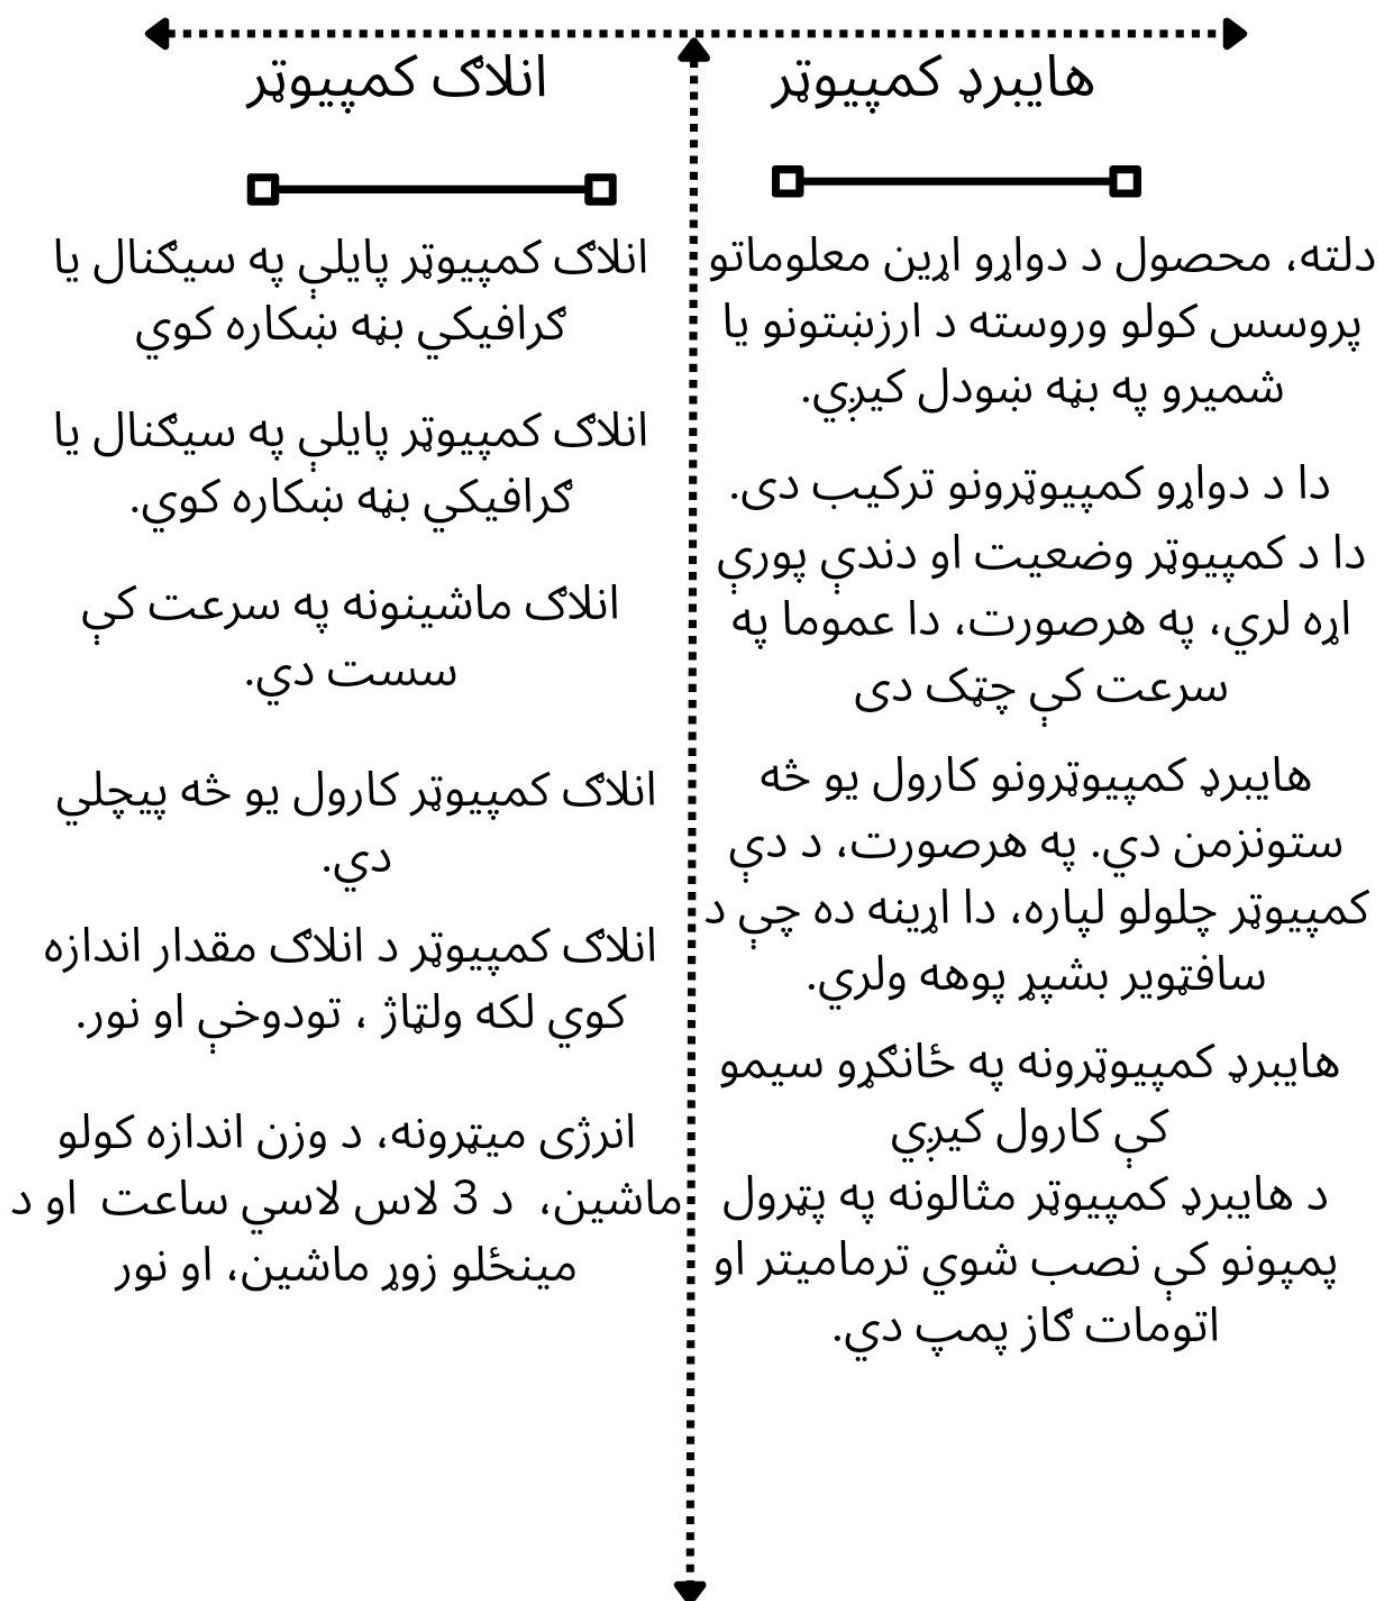 هایبرډ کمپیوټر
دلته، محصول د دواړو اړین معلوماتو
پروسس کولو وروسته د ارزښتونو یا
شمیرو په بڼه ښودل کیږي.
دا د دواړو کمپیوټرونو ترکیب دی.
دا د کمپیوټر وضعیت او دندې پورې
اړه لري، په هرصورت، دا عموما په
سرعت کې چټک دی
هایبرډ کمپیوټرونو کارول یو څه
ستونزمن دي. په هرصورت، د دې
کمپیوټر چلولو لپاره، دا اړینه ده چې د
سافټویر بشپړ پوهه ولري.
هایبرډ کمپیوټرونه په ځانګړو سیمو
کې کارول کیږي
د هایبرډ کمپیوټر مثالونه په پټرول
پمپونو کې نصب شوي ترمامیتر او
اتومات ګاز پمپ دي.
انلاګ کمپیوټر
انلاګ کمپیوټر پایلې په سیګنال یا
ګرافیکي بڼه ښکاره کوي
انلاګ کمپیوټر پایلې په سیګنال یا
ګرافیکي بڼه ښکاره کوي.
انلاګ ماشینونه په سرعت کې
سست دي.
انلاګ کمپیوټر کارول یو څه پیچلي
دي.
انلاګ کمپیوټر د انلاګ مقدار اندازه
کوي لکه ولټاژ ، تودوخې او نور.
انرژی میټرونه، د وزن اندازه کولو
ماشین، د 3 لاس لاسي ساعت او د
مینځلو زوړ ماشین، او نور